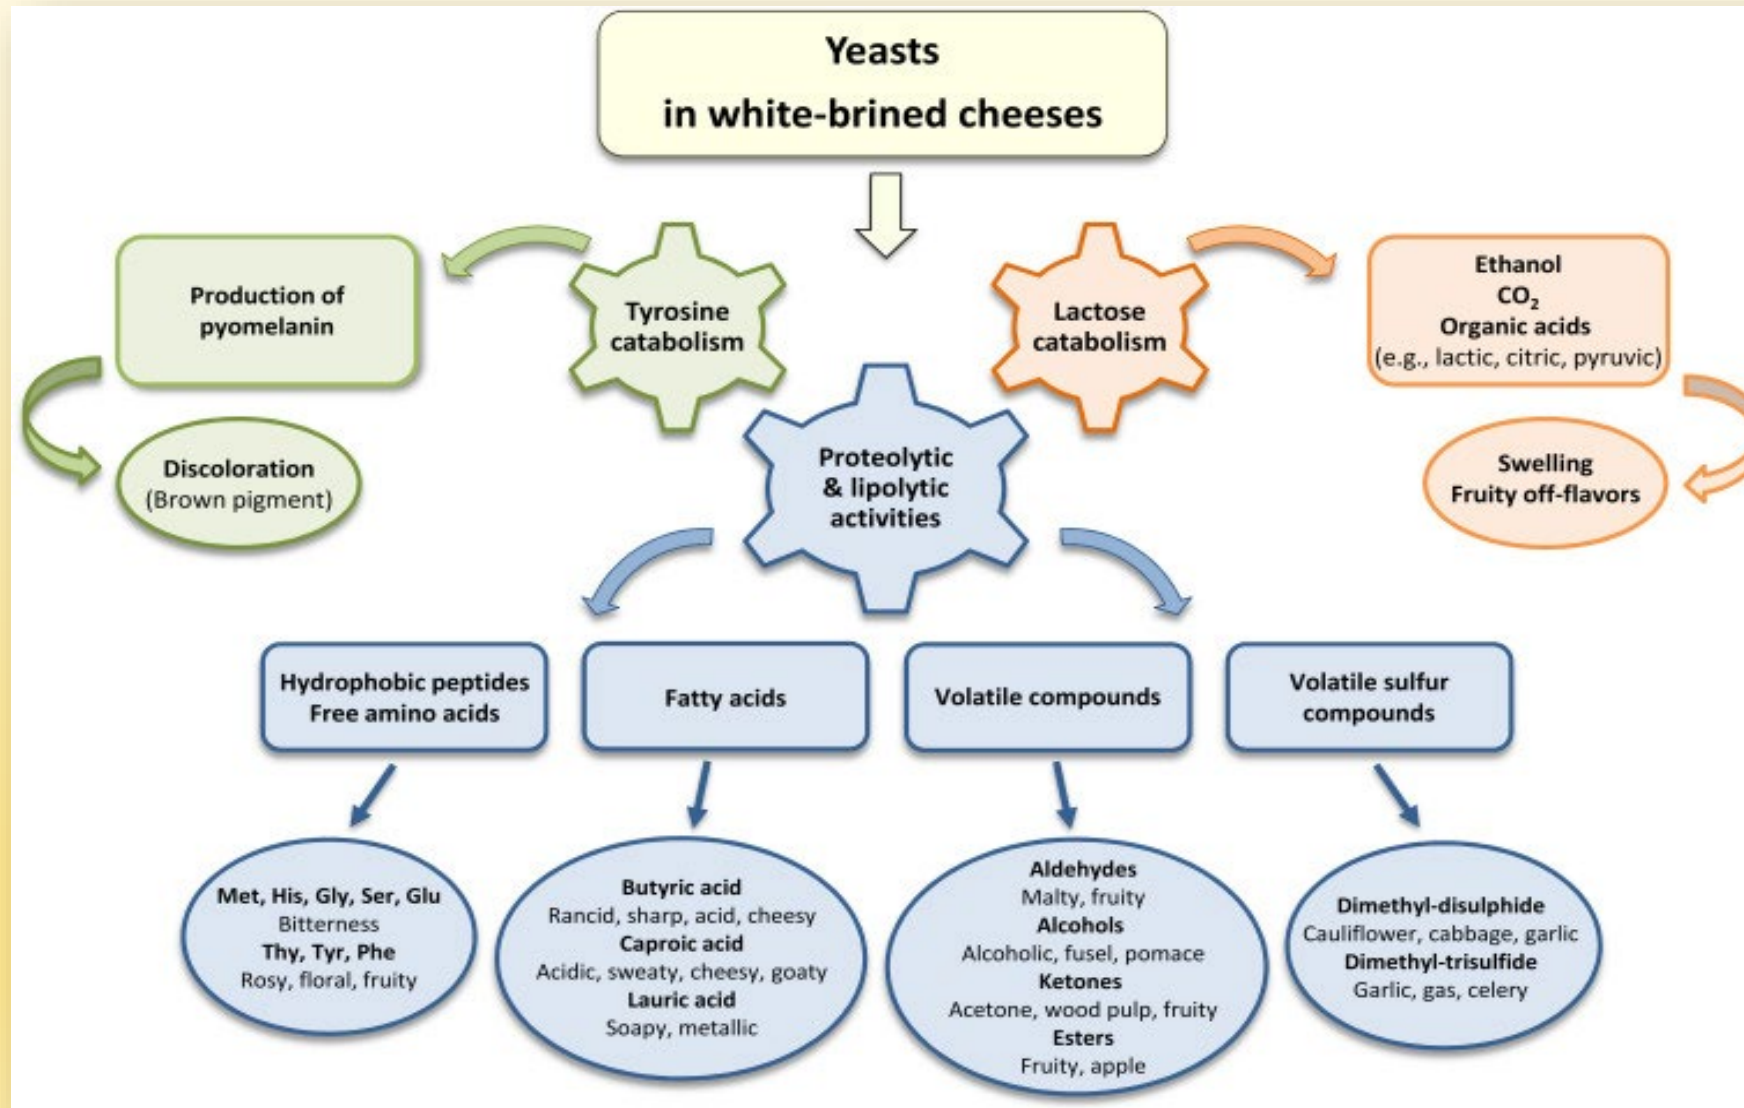 Yeasts
in white-brined cheeses
Production of
pyomelanin
Tyrosine
catabolism
Lactose
catabolism
Ethanol
CO₂
Organic acids
(e.g., lactic, citric, pyruvic)
Discoloration
(Brown pigment)
Proteolytic
& lipolytic
activities
Swelling
Fruity off-flavors
Hydrophobic peptides
Free amino acids
Fatty acids
Volatile compounds
Volatile sulfur
compounds
Met, His, Gly, Ser, Glu
Bitterness
Thy, Tyr, Phe
Rosy, floral, fruity
Butyric acid
Rancid, sharp, acid, cheesy
Caproic acid
Acidic, sweaty, cheesy, goaty
Lauric acid
Soapy, metallic
Aldehydes
Malty, fruity
Alcohols
Alcoholic, fusel, pomace
Ketones
Acetone, wood pulp, fruity
Esters
Fruity, apple
Dimethyl-disulphide
Cauliflower, cabbage, garlic
Dimethyl-trisulfide
Garlic, gas, celery